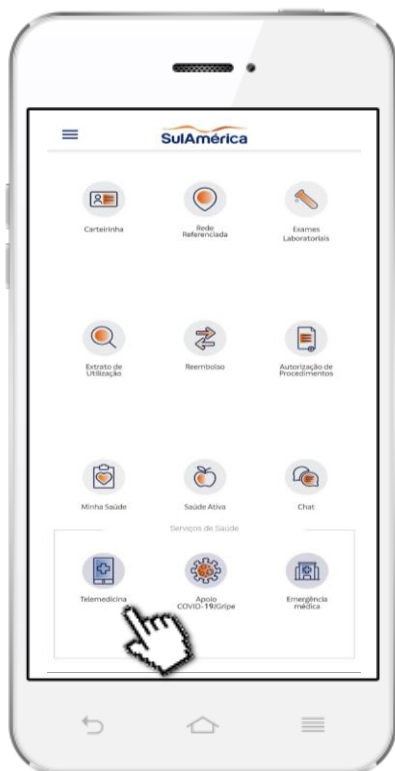 SulAmérica
Carteirinha
Rede
Referenciada
Exames
Laboratoriais
Extrato de
Utilização
Reembolso
Autorização de
Procedimentos
Minha Saúde
Saúde Ativa
Chat
Serviços de Saúde
Telemedicina
Apoio
COVID-19/Gripe
Emergência
médica